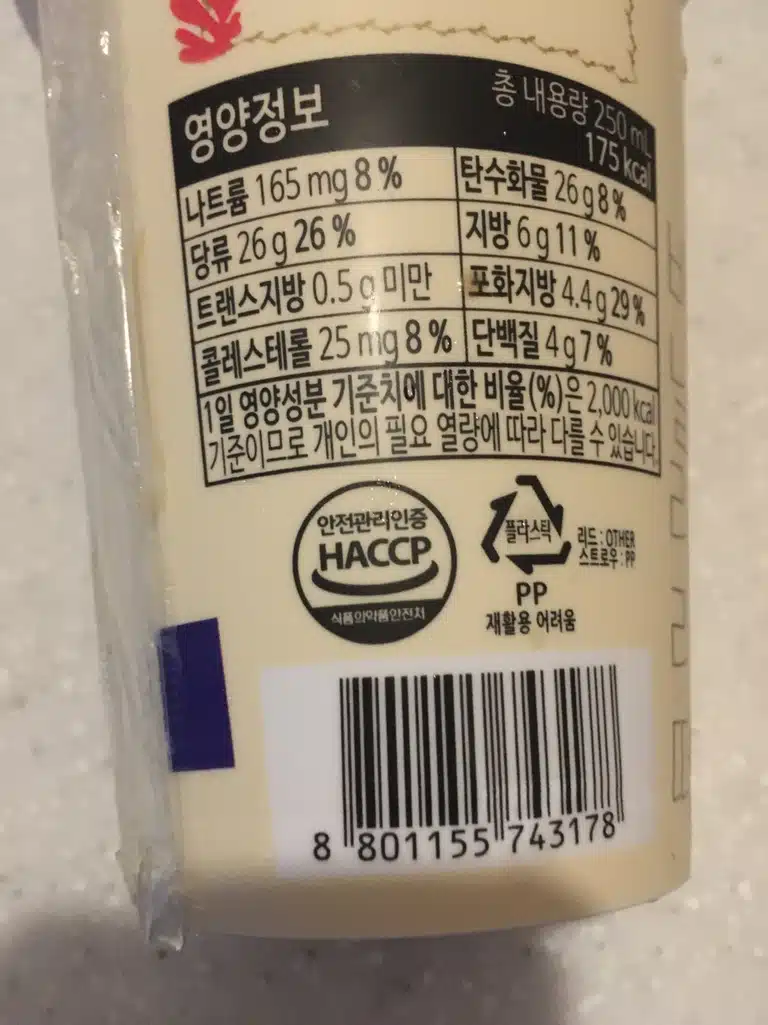 영양정보
총 내용량 250 mL
175 kcal
나트륨 165 mg 8 %
탄수화물 26 g 8 %
당류 26 g 26 %
지방 6 g 11 %
트랜스지방 0.5 g 미만
포화지방 4.4 g 29 %
콜레스테롤 25 mg 8 %
단백질 4 g 7 %
1일 영양성분 기준치에 대한 비율(%)은 2,000 kcal
기준이므로 개인의 필요 열량에 따라 다를 수 있습니다.
안전관리인증
HACCP
식품의약품안전처
플라스틱
리드 : OTHER
스트로우 : PP
PP
재활용 어려움
8 801155 743178